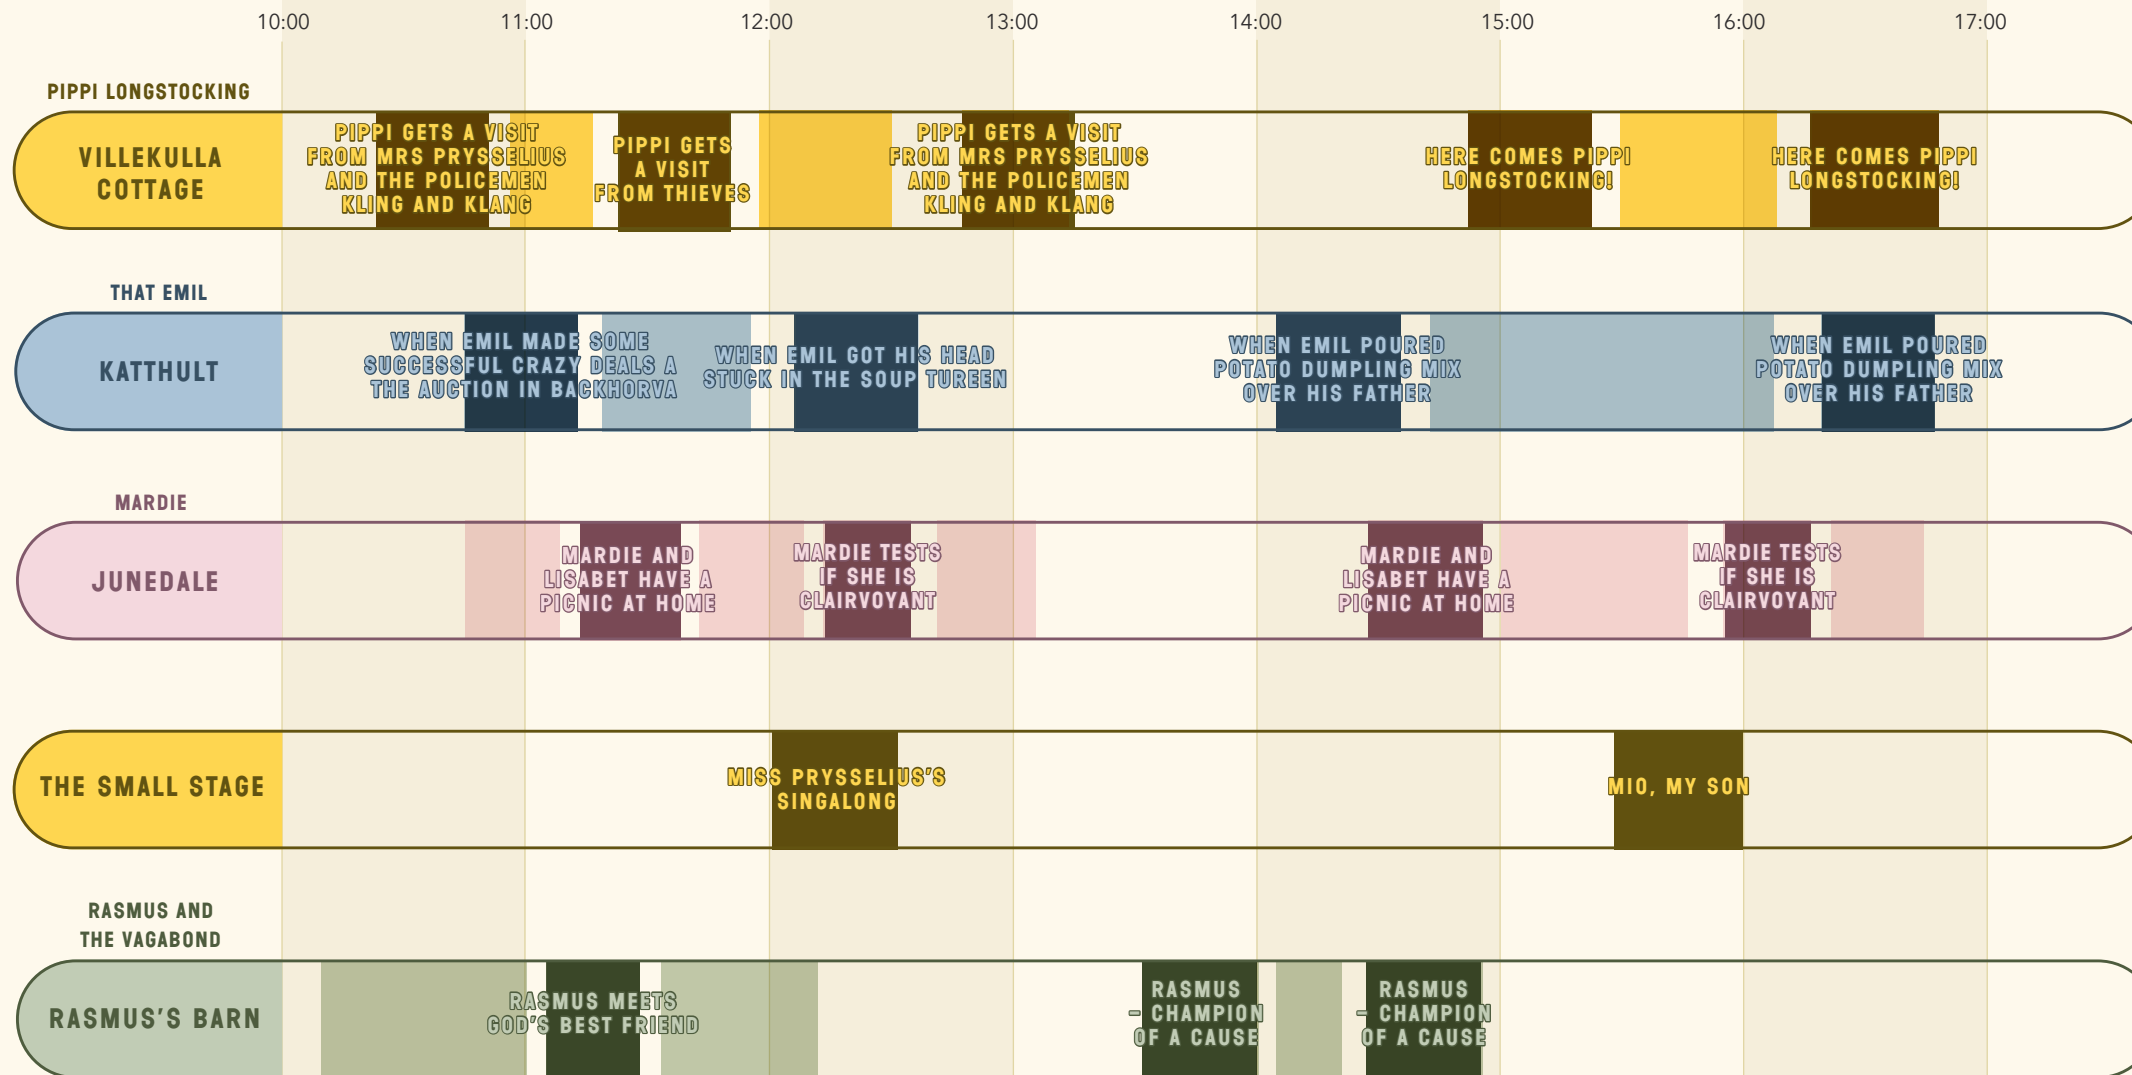 10:00 11:00 12:00 13:00 14:00 15:00 16:00 17:00
PIPPI LONGSTOCKING
VILLEKULLA
COTTAGE
PIPPI GETS A VISIT
FROM MRS PRYSSELIUS
AND THE POLICEMEN
KLING AND KLANG
PIPPI GETS
A VISIT
FROM THIEVES
PIPPI GETS A VISIT
FROM MRS PRYSSELIUS
AND THE POLICEMEN
KLING AND KLANG
HERE COMES PIPPI
LONGSTOCKING!
HERE COMES PIPPI
LONGSTOCKING!
THAT EMIL
KATTHULT
WHEN EMIL MADE SOME
SUCCESSFUL CRAZY DEALS A
THE AUCTION IN BACKHORVA
WHEN EMIL GOT HIS HEAD
STUCK IN THE SOUP TUREEN
WHEN EMIL POURED
POTATO DUMPLING MIX
OVER HIS FATHER
WHEN EMIL POURED
POTATO DUMPLING MIX
OVER HIS FATHER
MARDIE
JUNEDALE
MARDIE AND
LISABET HAVE A
PICNIC AT HOME
MARDIE TESTS
IF SHE IS
CLAIRVOYANT
MARDIE AND
LISABET HAVE A
PICNIC AT HOME
MARDIE TESTS
IF SHE IS
CLAIRVOYANT
THE SMALL STAGE
MISS PRYSSELIUS'S
SINGALONG
MIO, MY SON
RASMUS AND
THE VAGABOND
RASMUS'S BARN
RASMUS MEETS
GOD'S BEST FRIEND
RASMUS
– CHAMPION
OF A CAUSE
RASMUS
– CHAMPION
OF A CAUSE